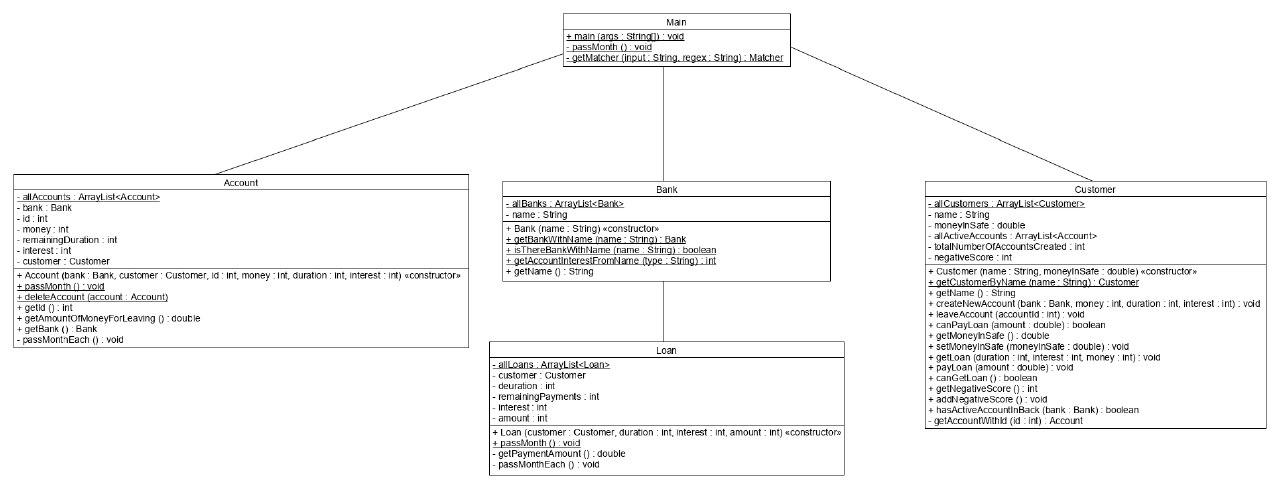 Main
+ main (args : String[]) : void
- passMonth () : void
- getMatcher (input : String, regex : String) : Matcher
Account
- allAccounts : ArrayList<Account>
- bank : Bank
- id : int
- money : int
- remainingDuration : int
- interest : int
- customer : Customer
+ Account (bank : Bank, customer : Customer, id : int, money : int, duration : int, interest : int) «constructor»
+ passMonth () : void
+ deleteAccount (account : Account)
+ getId () : int
+ getAmountOfMoneyForLeaving () : double
+ getBank () : Bank
- passMonthEach () : void
Bank
- allBanks : ArrayList<Bank>
- name : String
+ Bank (name : String) «constructor»
+ getBankWithName (name : String) : Bank
+ isThereBankWithName (name : String) : boolean
+ getAccountInterestFromName (type : String) : int
+ getName () : String
Loan
- allLoans : ArrayList<Loan>
- customer : Customer
- deuration : int
- remainingPayments : int
- interest : int
- amount : int
+ Loan (customer : Customer, duration : int, interest : int, amount : int) «constructor»
+ passMonth () : void
- getPaymentAmount () : double
- passMonthEach () : void
Customer
- allCustomers : ArrayList<Customer>
- name : String
- moneyInSafe : double
- allActiveAccounts : ArrayList<Account>
- totalNumberOfAccountsCreated : int
- negativeScore : int
+ Customer (name : String, moneyInSafe : double) «constructor»
+ getCustomerByName (name : String) : Customer
+ getName () : String
+ createNewAccount (bank : Bank, money : int, duration : int, interest : int) : void
+ leaveAccount (accountId : int) : void
+ canPayLoan (amount : double) : boolean
+ getMoneyInSafe () : double
+ setMoneyInSafe (moneyInSafe : double) : void
+ getLoan (duration : int, interest : int, money : int) : void
+ payLoan (amount : double) : void
+ canGetLoan () : boolean
+ getNegativeScore () : int
+ addNegativeScore () : void
+ hasActiveAccountInBack (bank : Bank) : boolean
- getAccountWithId (id : int) : Account